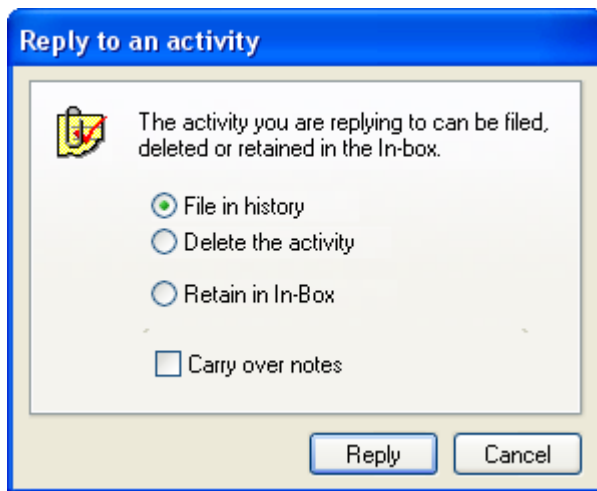 Reply to an activity
The activity you are replying to can be filed,
deleted or retained in the In-box.
File in history
Delete the activity
Retain in In-Box
Carry over notes
Reply Cancel